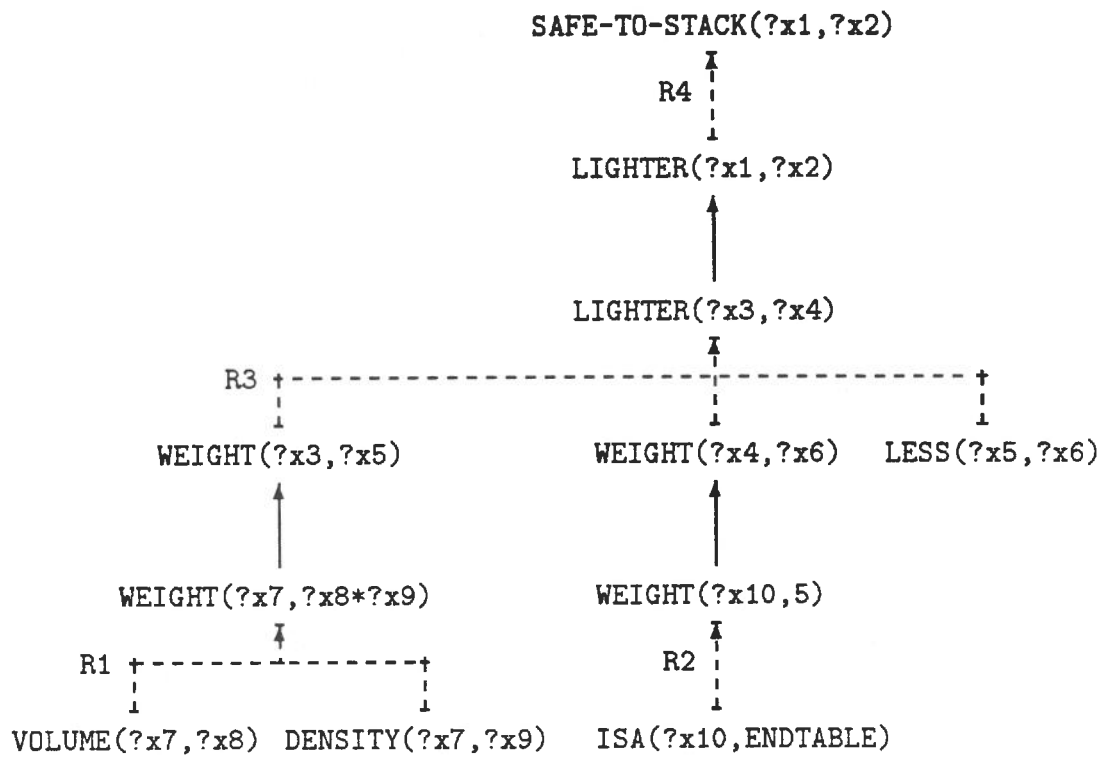 SAFE-TO-STACK(?x1,?x2)
R4
LIGHTER(?x1,?x2)
LIGHTER(?x3,?x4)
R3
WEIGHT(?x3,?x5) WEIGHT(?x4,?x6) LESS(?x5,?x6)
WEIGHT(?x7,?x8*?x9) WEIGHT(?x10,5)
R1 R2
VOLUME(?x7,?x8) DENSITY(?x7,?x9) ISA(?x10,ENDTABLE)